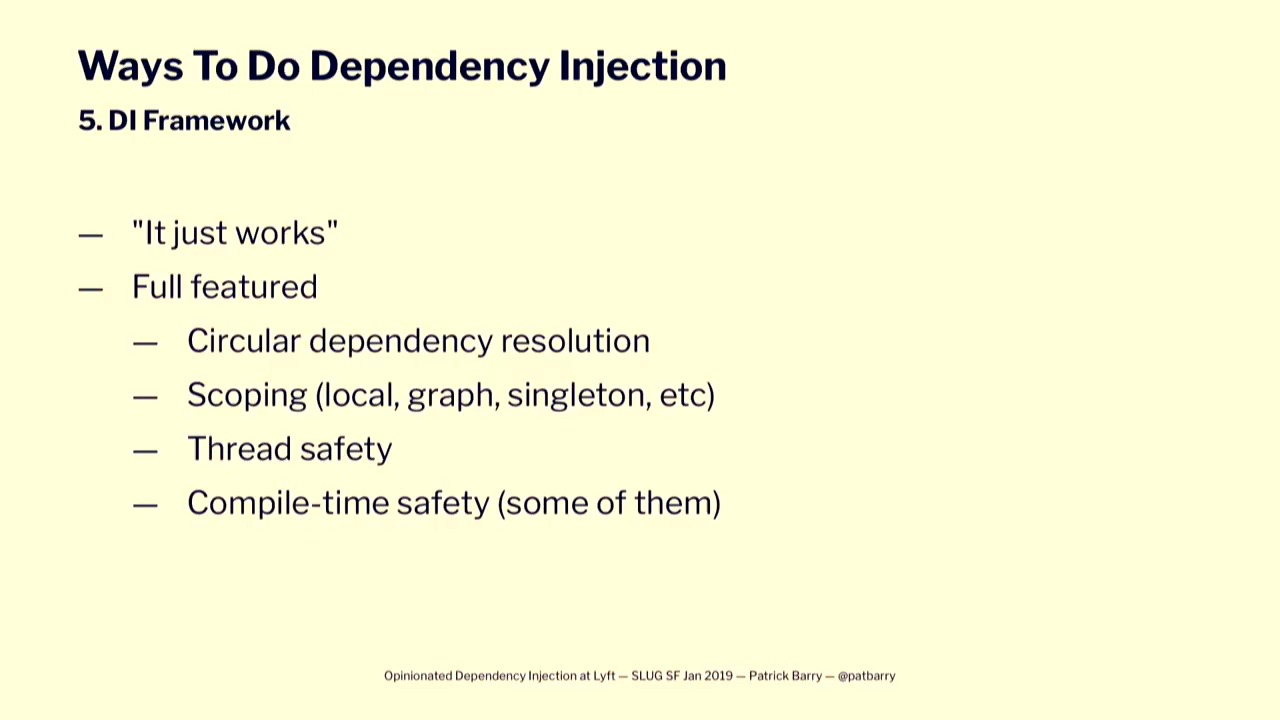 Ways To Do Dependency Injection
5. DI Framework
— "It just works"
— Full featured
— Circular dependency resolution
— Scoping (local, graph, singleton, etc)
— Thread safety
— Compile-time safety (some of them)
Opinionated Dependency Injection at Lyft — SLUG SF Jan 2019 — Patrick Barry — @patbarry